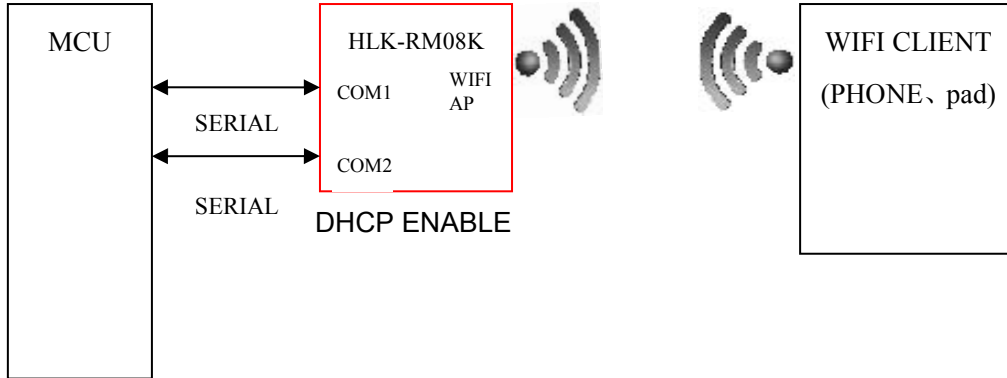 MCU
SERIAL
SERIAL
HLK-RM08K
COM1
WIFI
AP
COM2
DHCP ENABLE
WIFI CLIENT
(PHONE、pad)